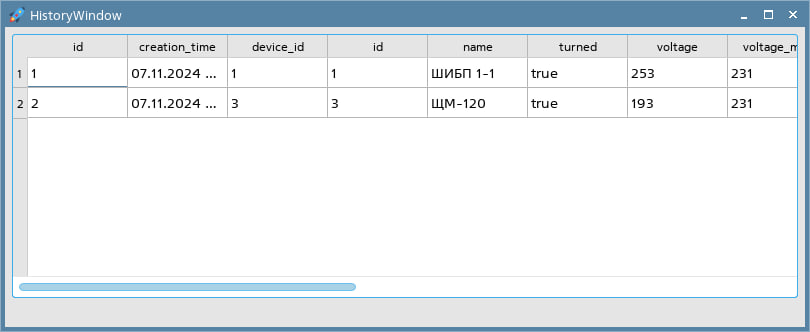 HistoryWindow
id creation_time device_id id name turned voltage voltage_m
1 1 07.11.2024 ... 1 1 ШИБП 1-1 true 253 231
2 2 07.11.2024 ... 3 3 ЩМ-120 true 193 231